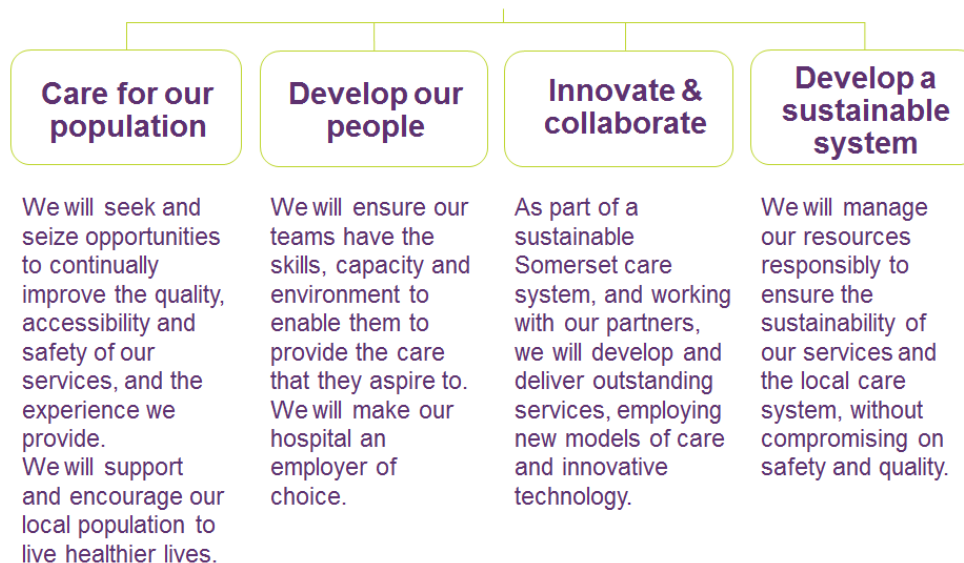 Care for our
population
We will seek and
seize opportunities
to continually
improve the quality,
accessibility and
safety of our
services, and the
experience we
provide.
We will support
and encourage our
local population to
live healthier lives.
Develop our
people
We will ensure our
teams have the
skills, capacity and
environment to
enable them to
provide the care
that they aspire to.
We will make our
hospital an
employer of
choice.
Innovate &
collaborate
As part of a
sustainable
Somerset care
system, and working
with our partners,
we will develop and
deliver outstanding
services, employing
new models of care
and innovative
technology.
Develop a
sustainable
system
We will manage
our resources
responsibly to
ensure the
sustainability of
our services and
the local care
system, without
compromising on
safety and quality.